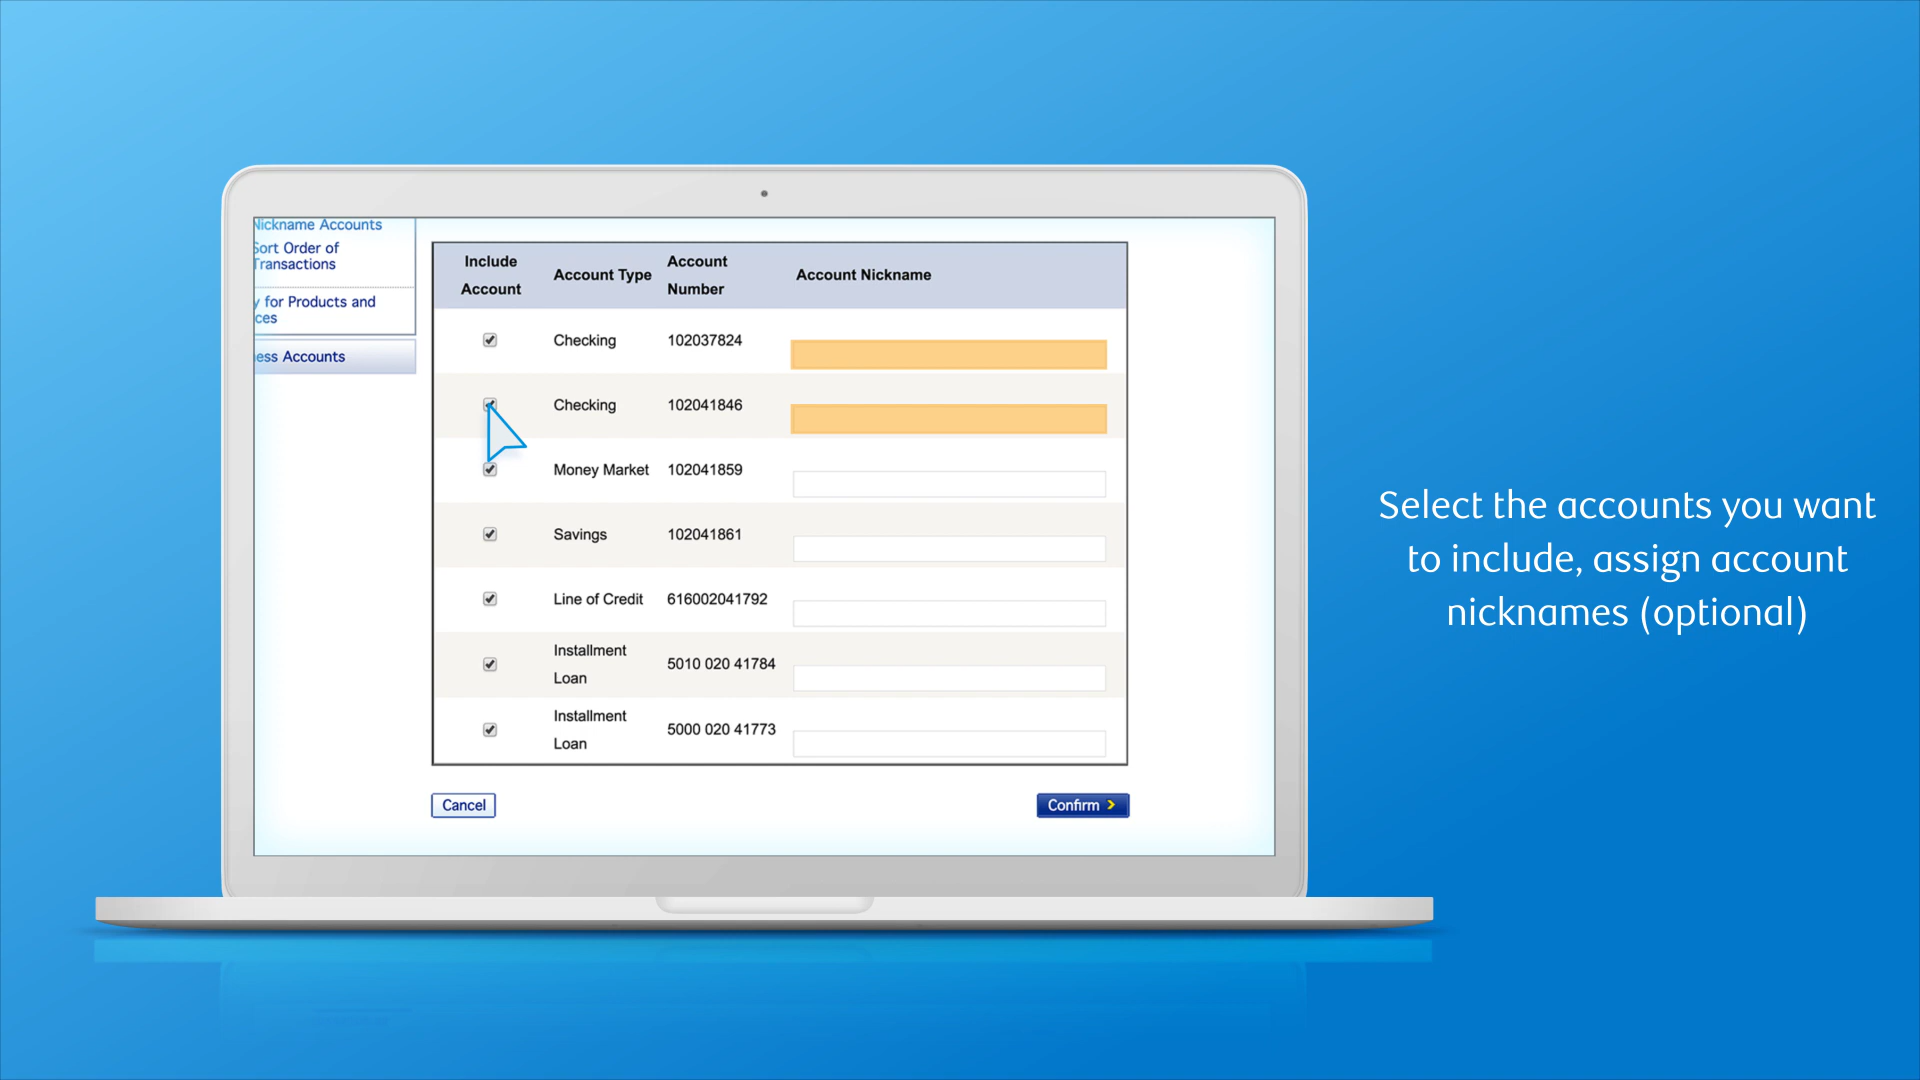 Nickname Accounts
Sort Order of
Transactions
y for Products and
ces
ess Accounts
Include
Account
Account Type
Account
Number
Account Nickname
Checking 102037824
Checking 102041846
Money Market 102041859
Savings 102041861
Line of Credit 616002041792
Installment
Loan
5010 020 41784
Installment
Loan
5000 020 41773
Cancel
Confirm >
Select the accounts you want
to include, assign account
nicknames (optional)